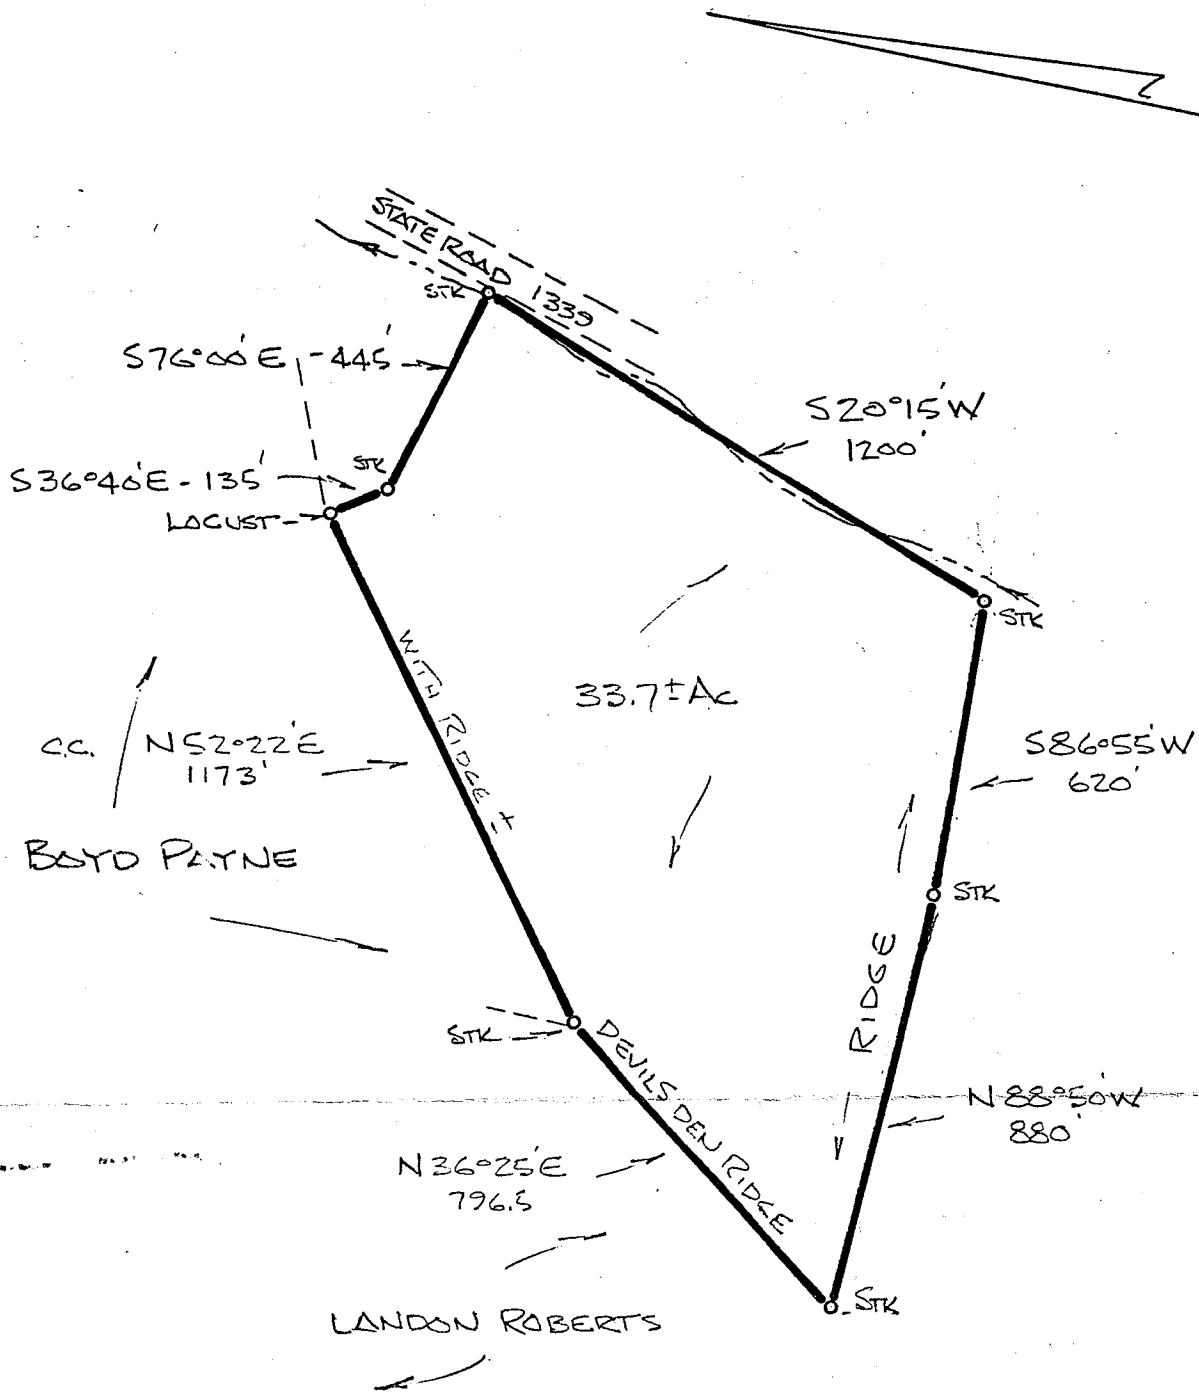 STATE ROAD 1339
STK
S76°00'E - 445'
S20°15'W
1200'
STK
S36°40'E - 135'
LOCUST
STK
WITH RIDGE ±
33.7± Ac
C.C.
N52°22'E
1173'
S86°55'W
620'
BOYD PAYNE
STK
RIDGE
STK
DEVILS DEN RIDGE
N88°50'W
880'
N36°25'E
796.5
STK
LANDON ROBERTS